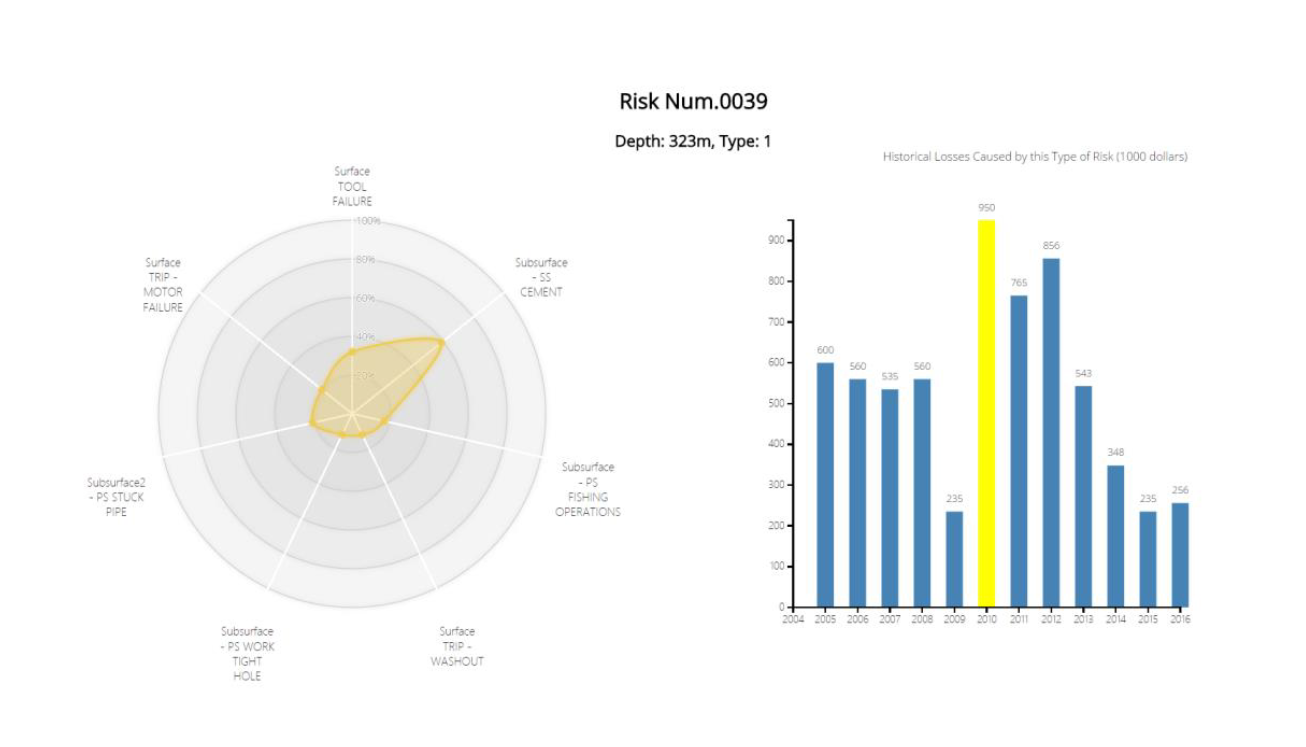 Risk Num.0039
Depth: 323m, Type: 1
Surface
TOOL
FAILURE
100%
80%
60%
40%
20%
Subsurface
- SS
CEMENT
Subsurface
- PS
FISHING
OPERATIONS
Surface
TRIP -
WASHOUT
Subsurface
- PS WORK
TIGHT
HOLE
Subsurface2
- PS STUCK
PIPE
Surface
TRIP -
MOTOR
FAILURE
Historical Losses Caused by this Type of Risk (1000 dollars)
900
800
700
600
500
400
300
200
100
0
600
560
535
560
235
950
765
856
543
348
235
256
2004 2005 2006 2007 2008 2009 2010 2011 2012 2013 2014 2015 2016